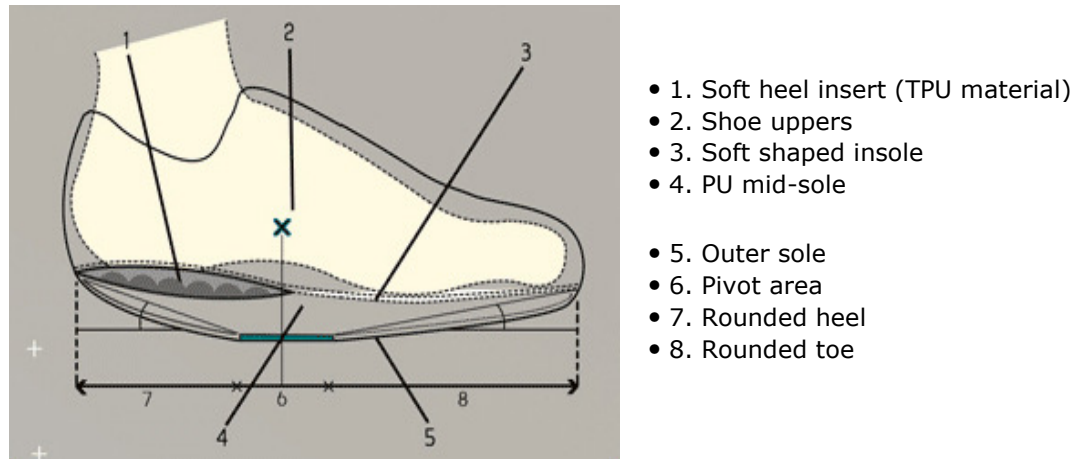 1
2
3
• 1. Soft heel insert (TPU material)
• 2. Shoe uppers
• 3. Soft shaped insole
• 4. PU mid-sole
• 5. Outer sole
• 6. Pivot area
• 7. Rounded heel
• 8. Rounded toe
7
6
8
4
5